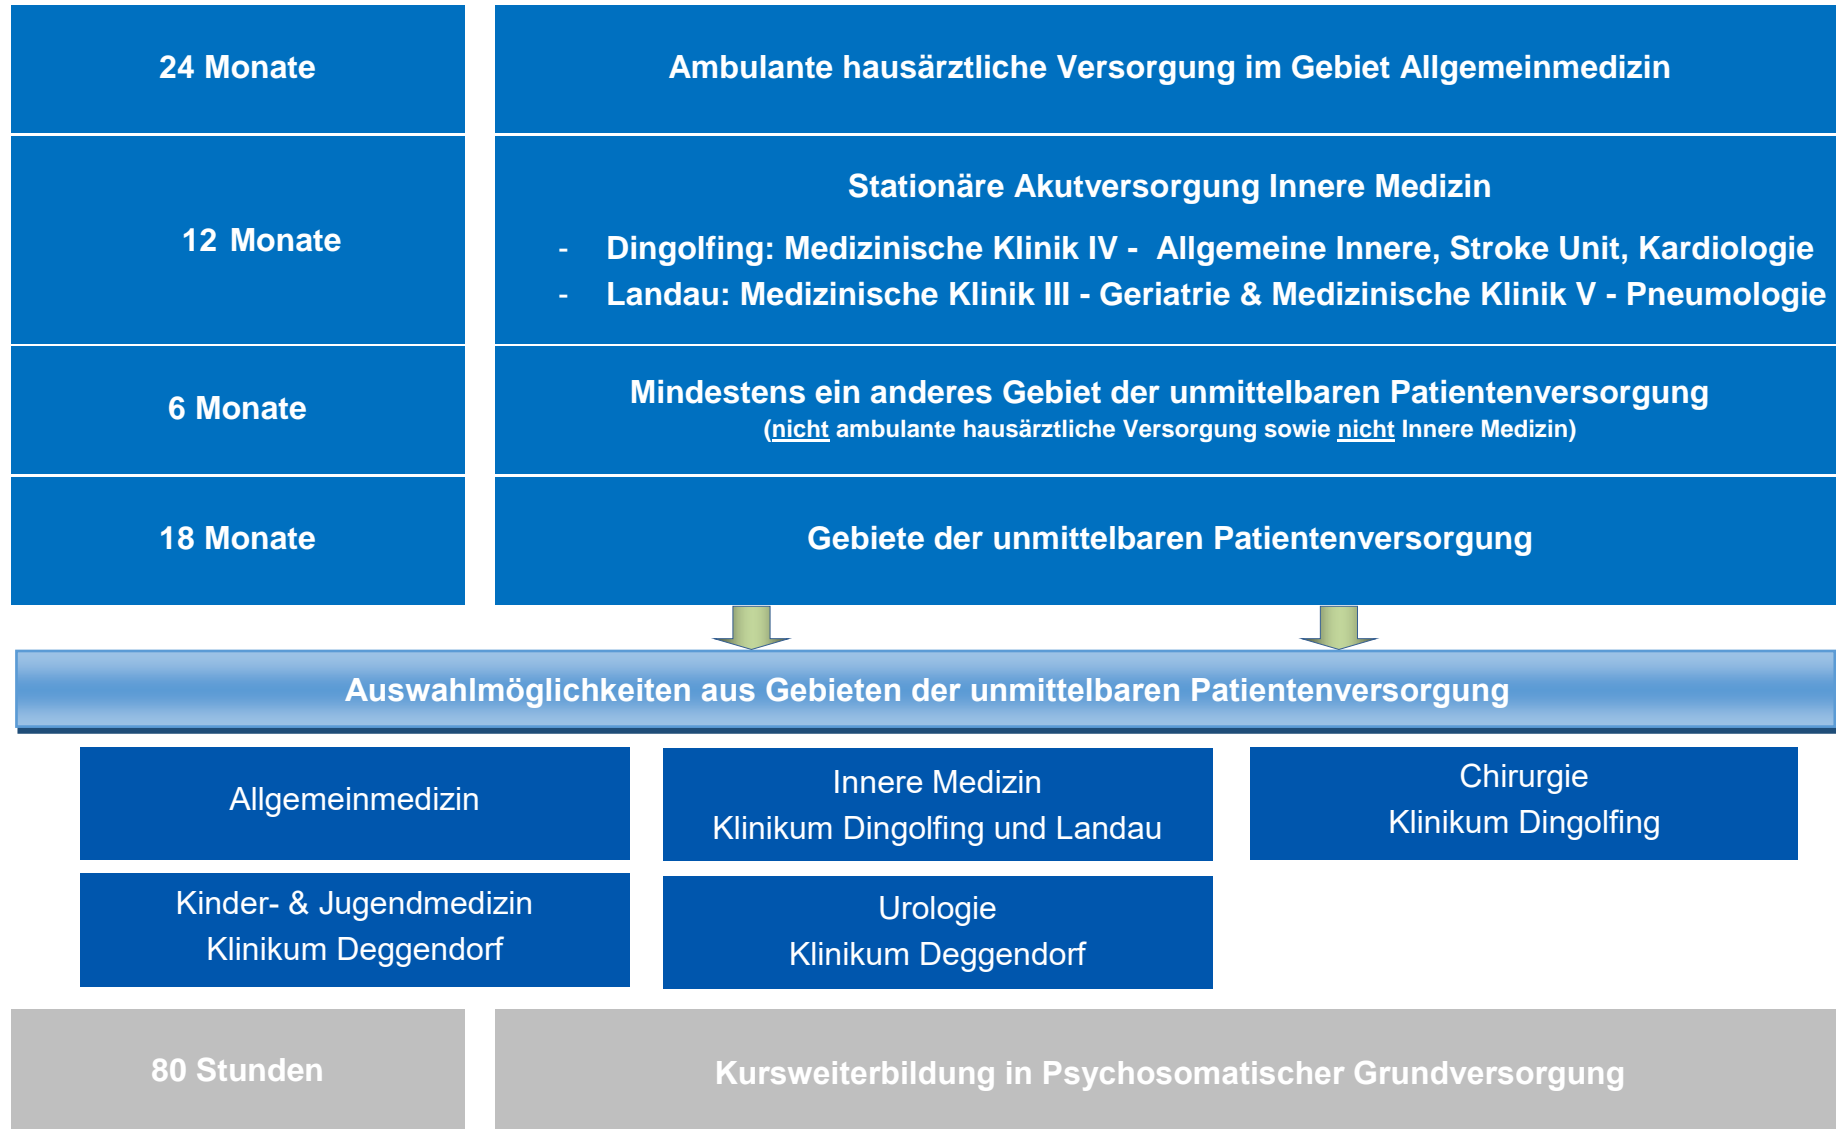 24 Monate
Ambulante hausärztliche Versorgung im Gebiet Allgemeinmedizin
12 Monate
Stationäre Akutversorgung Innere Medizin
- Dingolfing: Medizinische Klinik IV - Allgemeine Innere, Stroke Unit, Kardiologie
- Landau: Medizinische Klinik III - Geriatrie & Medizinische Klinik V - Pneumologie
6 Monate
Mindestens ein anderes Gebiet der unmittelbaren Patientenversorgung
(nicht ambulante hausärztliche Versorgung sowie nicht Innere Medizin)
18 Monate
Gebiete der unmittelbaren Patientenversorgung
Auswahlmöglichkeiten aus Gebieten der unmittelbaren Patientenversorgung
Allgemeinmedizin
Innere Medizin
Klinikum Dingolfing und Landau
Chirurgie
Klinikum Dingolfing
Kinder- & Jugendmedizin
Klinikum Deggendorf
Urologie
Klinikum Deggendorf
80 Stunden
Kursweiterbildung in Psychosomatischer Grundversorgung